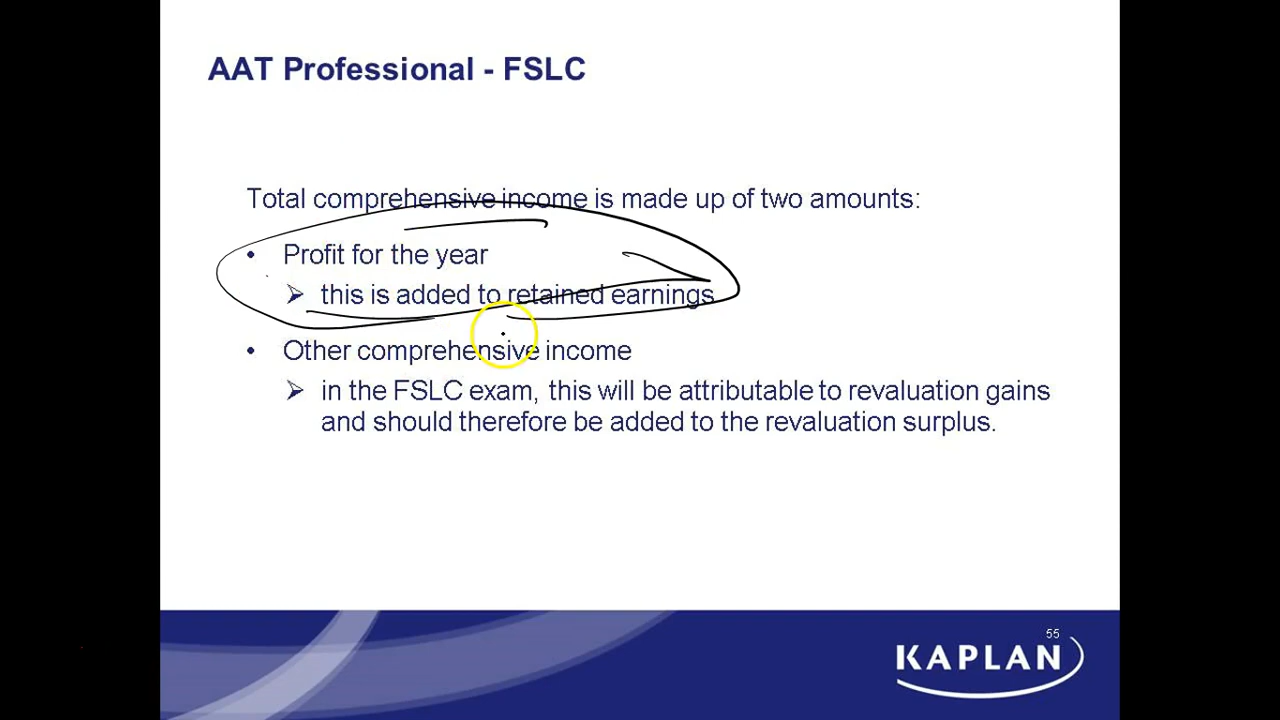 AAT Professional - FSLC
Total comprehensive income is made up of two amounts:
• Profit for the year
➢ this is added to retained earnings
• Other comprehensive income
➢ in the FSLC exam, this will be attributable to revaluation gains
and should therefore be added to the revaluation surplus.
55
KAPLAN